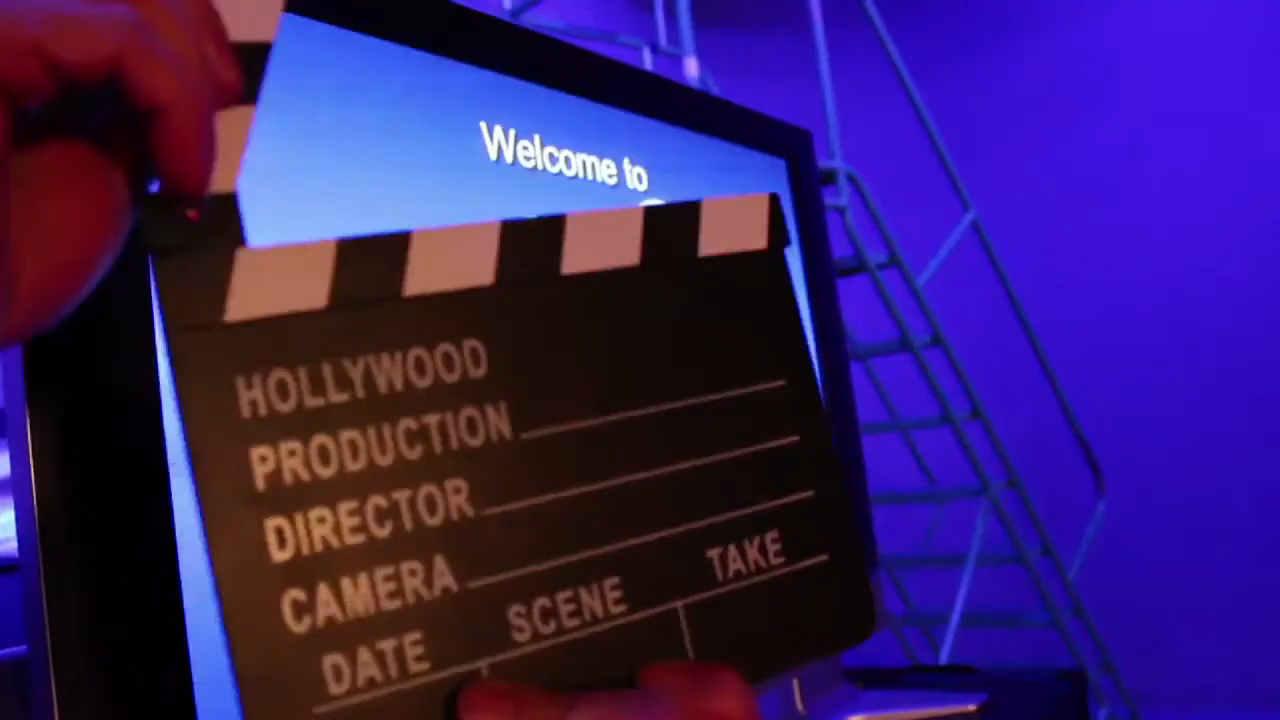 Welcome to
HOLLYWOOD
PRODUCTION
DIRECTOR
CAMERA
DATE SCENE TAKE